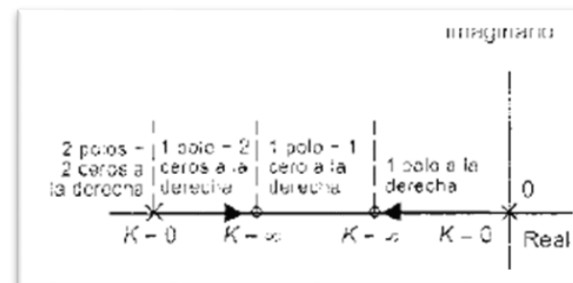 Imaginario
2 polos +
2 ceros a
la derecha
1 polo + 2
ceros a la
derecha
1 polo + 1
cero a la
derecha
1 polo a la
derecha
0
K = 0
K = ∞
K = ∞
K = 0
Real